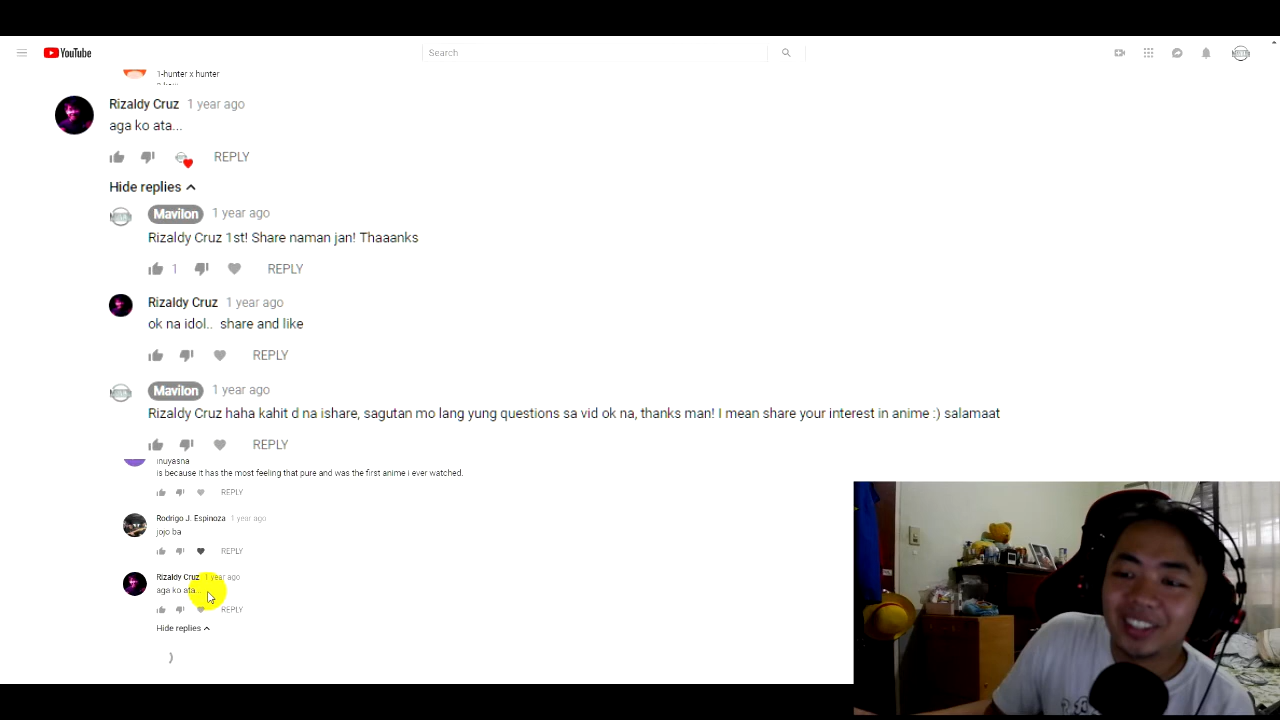 YouTube
Search
1-hunter x hunter
Rizaldy Cruz 1 year ago
aga ko ata...
REPLY
Hide replies
Mavilon 1 year ago
Rizaldy Cruz 1st! Share naman jan! Thaaanks
1 REPLY
Rizaldy Cruz 1 year ago
ok na idol.. share and like
REPLY
Mavilon 1 year ago
Rizaldy Cruz haha kahit d na ishare, sagutan mo lang yung questions sa vid ok na, thanks man! I mean share your interest in anime :) salamaat
REPLY
is because it has the most feeling that pure and was the first anime i ever watched.
REPLY
Rodrigo J. Espinoza 1 year ago
jojo ba
REPLY
Rizaldy Cruz 1 year ago
aga ko ata...
REPLY
Hide replies